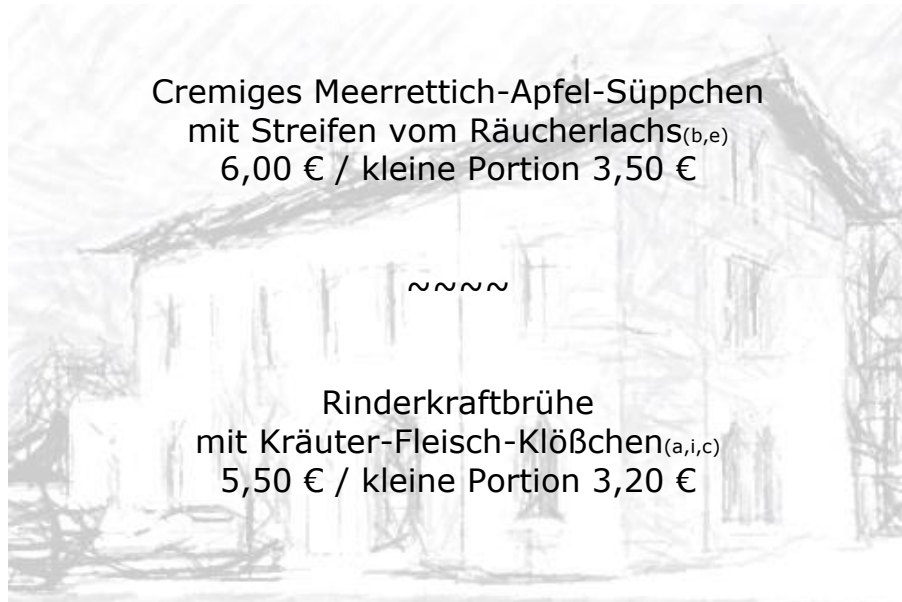 Cremiges Meerrettich-Apfel-Süppchen
mit Streifen vom Räucherlachs(b,e)
6,00 € / kleine Portion 3,50 €
~~~~
Rinderkraftbrühe
mit Kräuter-Fleisch-Klößchen(a,i,c)
5,50 € / kleine Portion 3,20 €